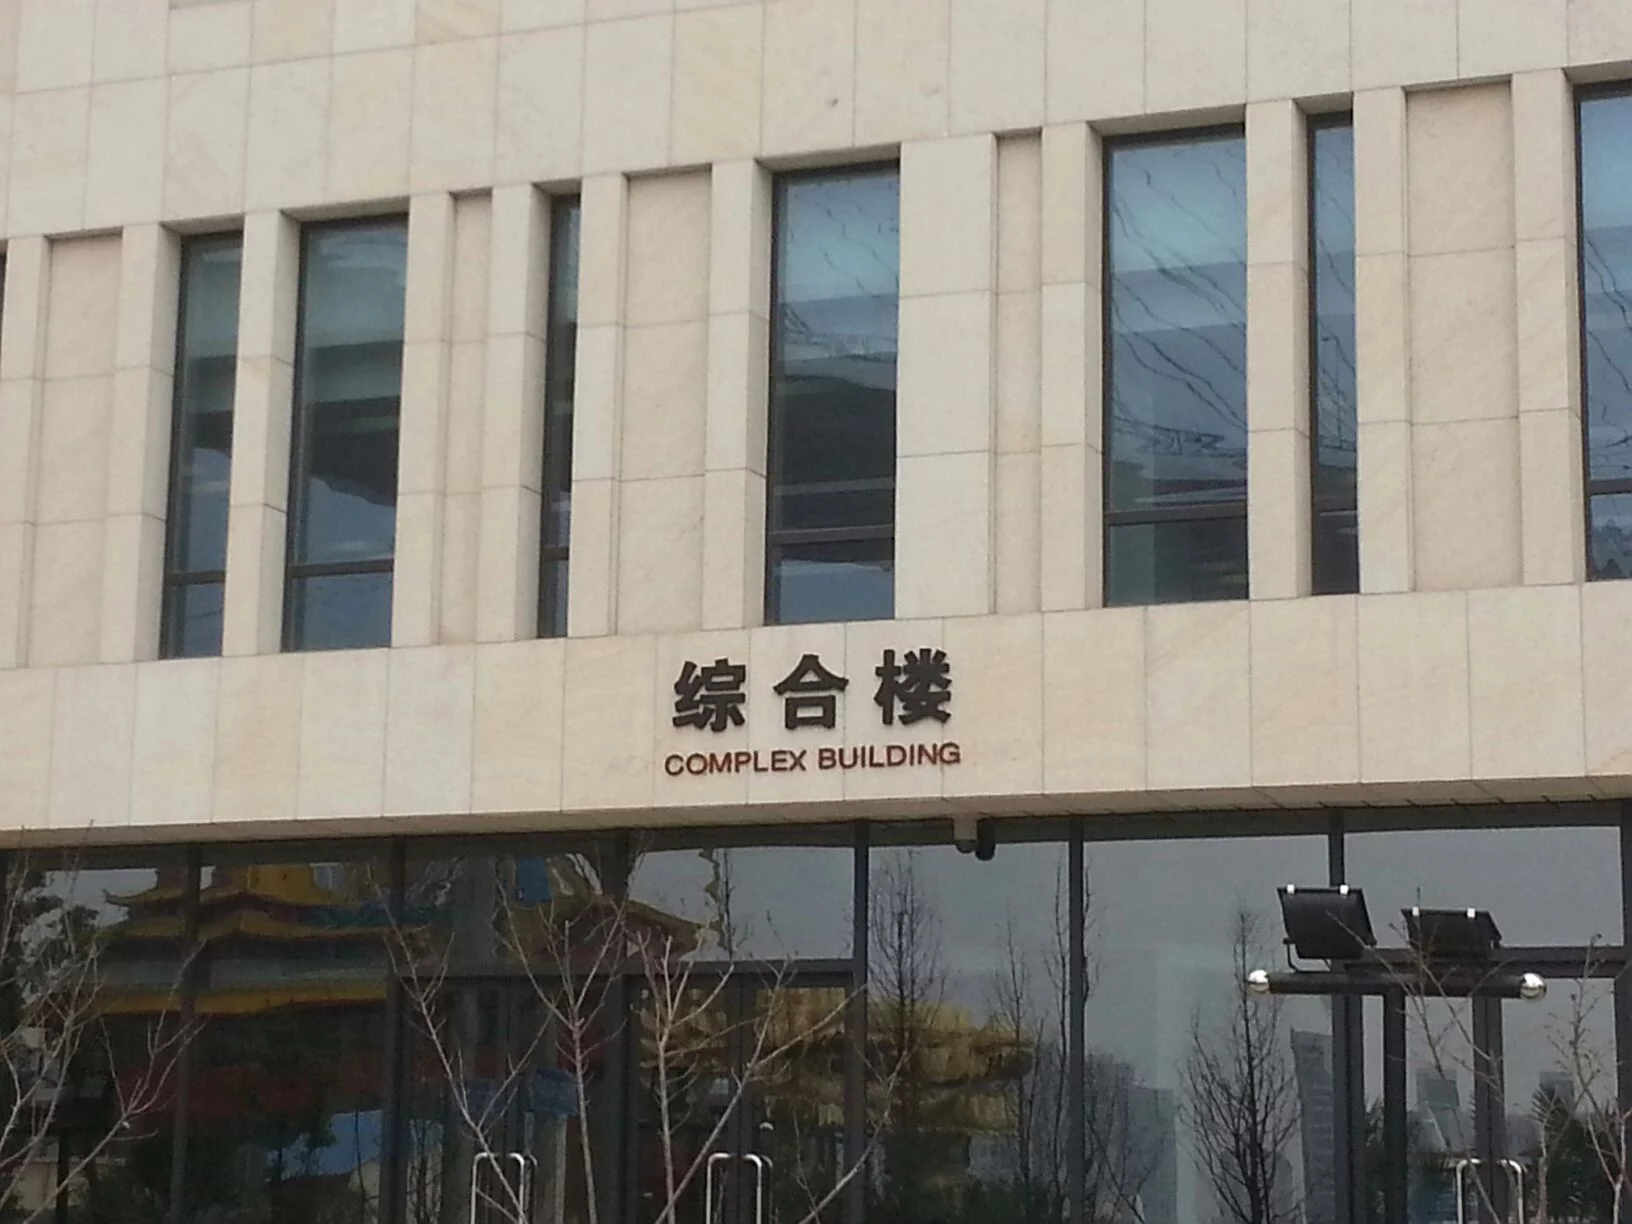 综合楼
COMPLEX BUILDING